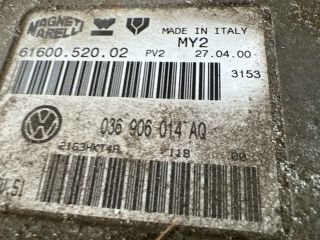 MAGNETI MARELLI MADE IN ITALY
MY2
61600.520.02 PV2 27.04.00
3153
036 906 014 AQ
118 00